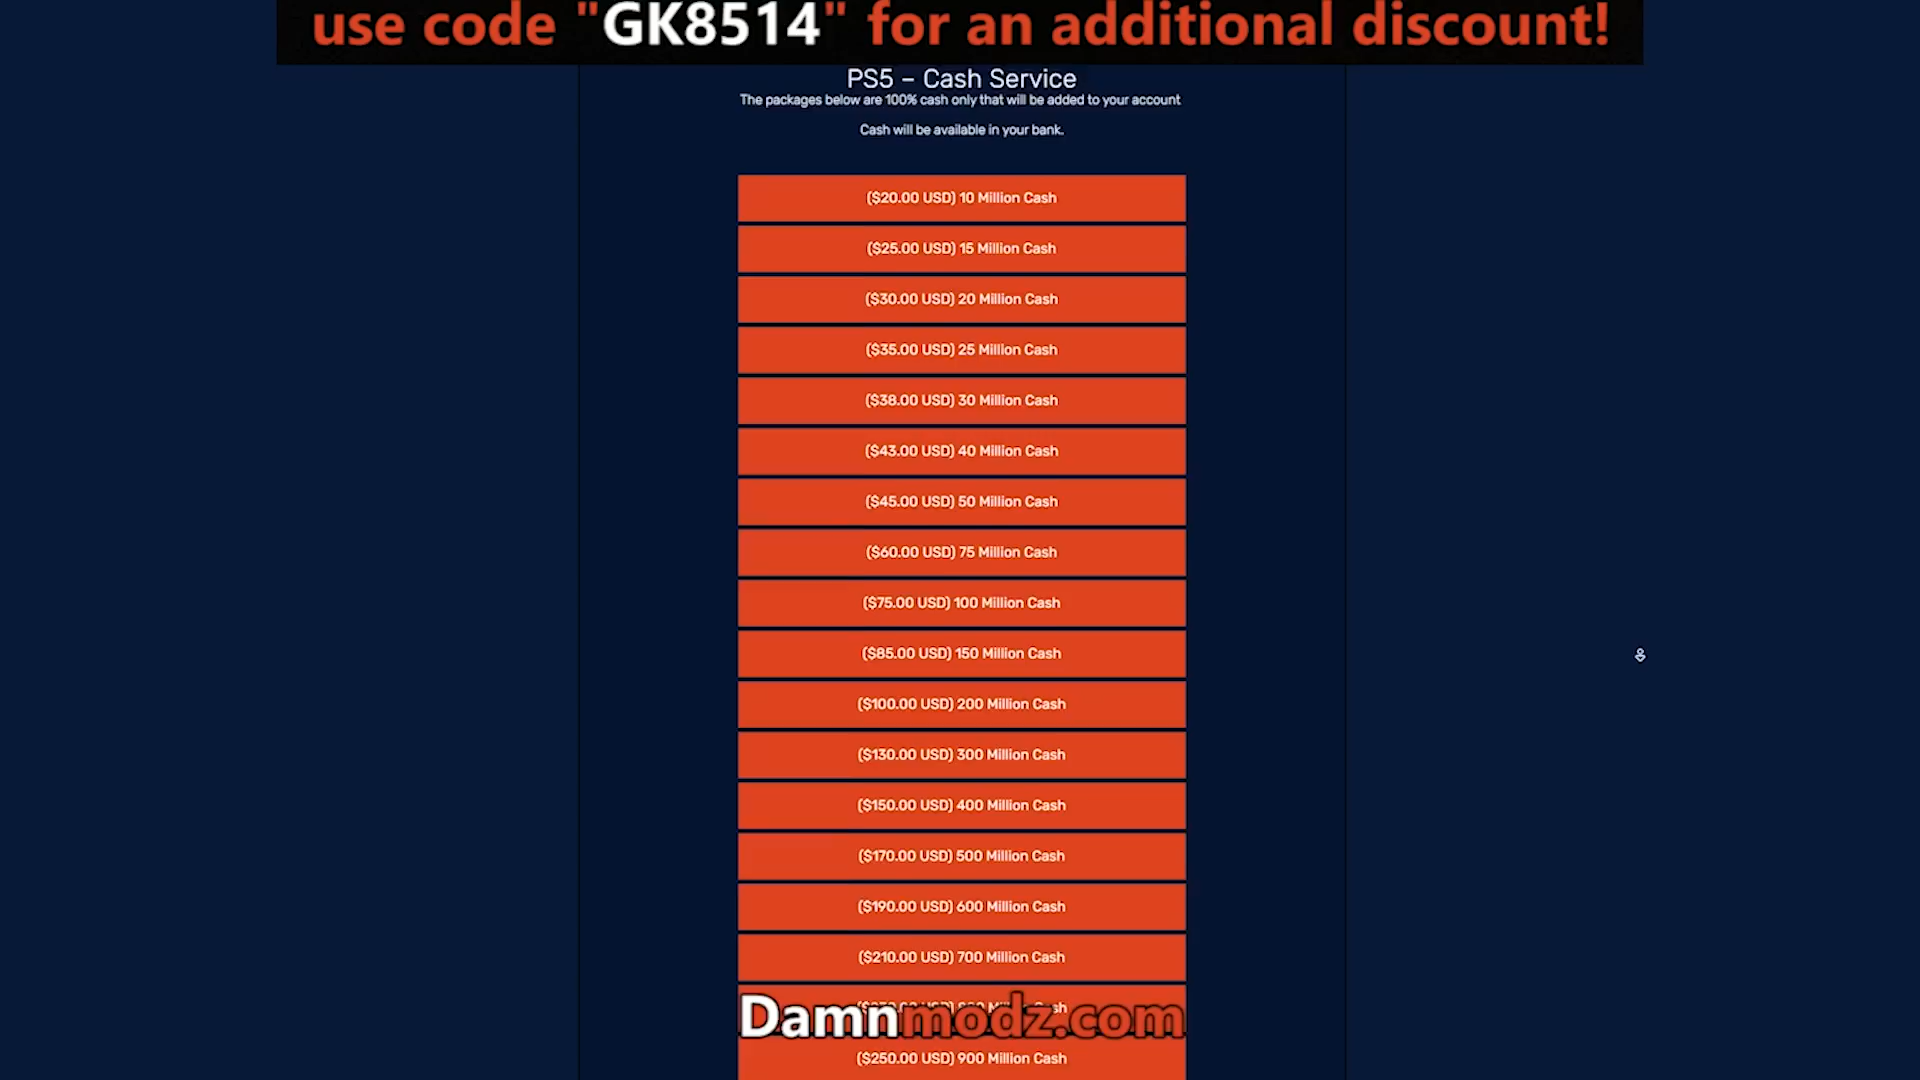 use code "GK8514" for an additional discount!
PS5 – Cash Service
The packages below are 100% cash only that will be added to your account
Cash will be available in your bank.
($20.00 USD) 10 Million Cash
($25.00 USD) 15 Million Cash
($30.00 USD) 20 Million Cash
($35.00 USD) 25 Million Cash
($38.00 USD) 30 Million Cash
($43.00 USD) 40 Million Cash
($45.00 USD) 50 Million Cash
($60.00 USD) 75 Million Cash
($75.00 USD) 100 Million Cash
($85.00 USD) 150 Million Cash
($100.00 USD) 200 Million Cash
($130.00 USD) 300 Million Cash
($150.00 USD) 400 Million Cash
($170.00 USD) 500 Million Cash
($190.00 USD) 600 Million Cash
($210.00 USD) 700 Million Cash
Damnmodz.com
($250.00 USD) 900 Million Cash